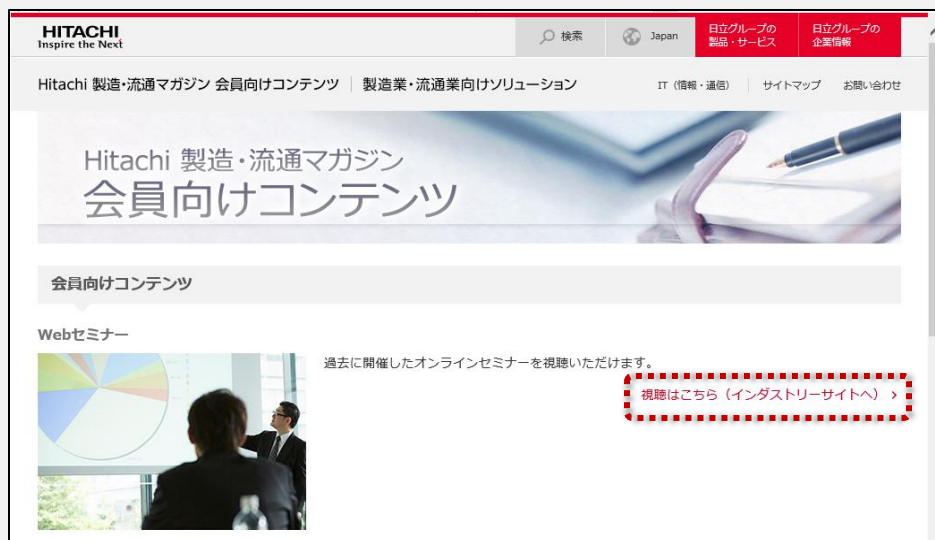 HITACHI
Inspire the Next
検索
Japan
日立グループの
製品・サービス
日立グループの
企業情報
Hitachi 製造・流通マガジン 会員向けコンテンツ
製造業・流通業向けソリューション
IT（情報・通信）
サイトマップ
お問い合わせ
Hitachi 製造・流通マガジン
会員向けコンテンツ
会員向けコンテンツ
Webセミナー
過去に開催したオンラインセミナーを視聴いただけます。
視聴はこちら（インダストリーサイトへ） >